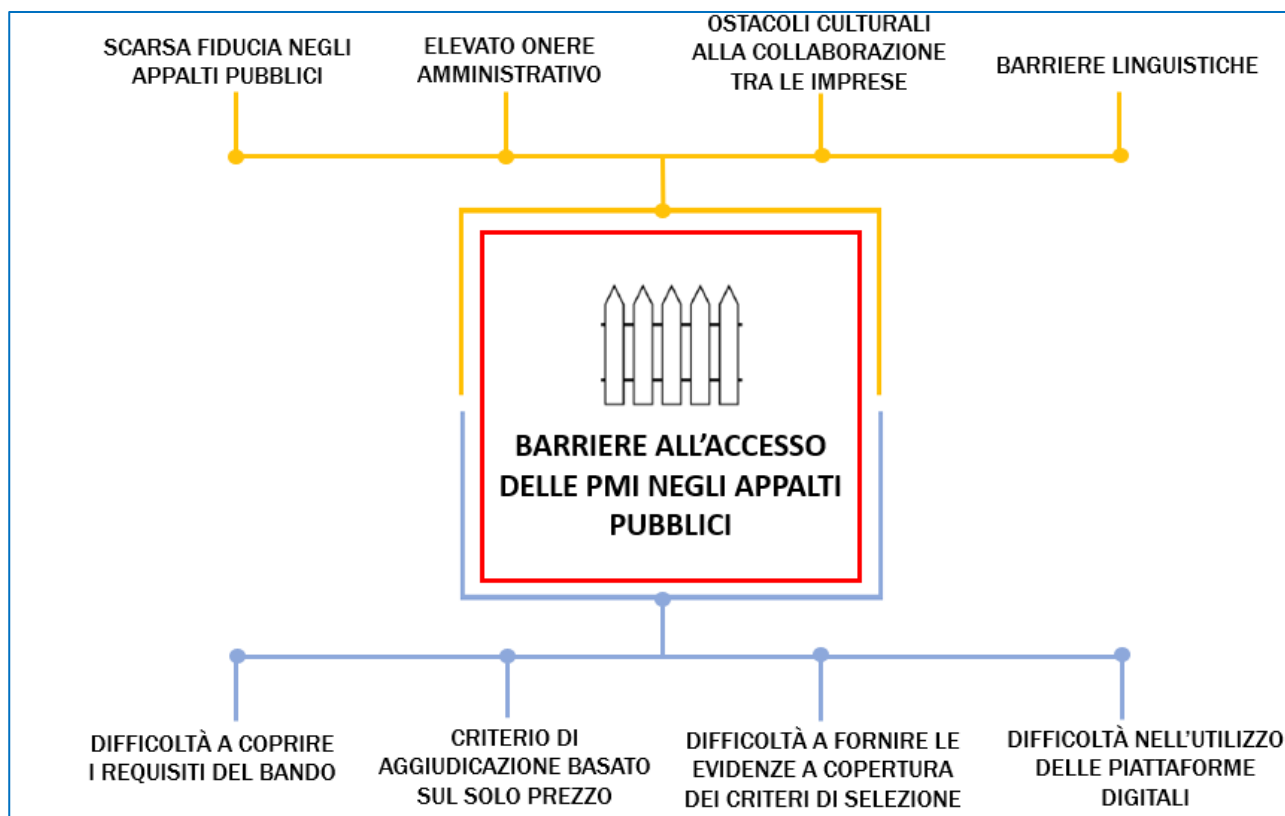 SCARSA FIDUCIA NEGLI
APPALTI PUBBLICI
ELEVATO ONERE
AMMINISTRATIVO
OSTACOLI CULTURALI
ALLA COLLABORAZIONE
TRA LE IMPRESE
BARRIERE LINGUISTICHE
BARRIERE ALL'ACCESSO
DELLE PMI NEGLI APPALTI
PUBBLICI
DIFFICOLTÀ A COPRIRE
I REQUISITI DEL BANDO
CRITERIO DI
AGGIUDICAZIONE BASATO
SUL SOLO PREZZO
DIFFICOLTÀ A FORNIRE LE
EVIDENZE A COPERTURA
DEI CRITERI DI SELEZIONE
DIFFICOLTÀ NELL'UTILIZZO
DELLE PIATTAFORME
DIGITALI